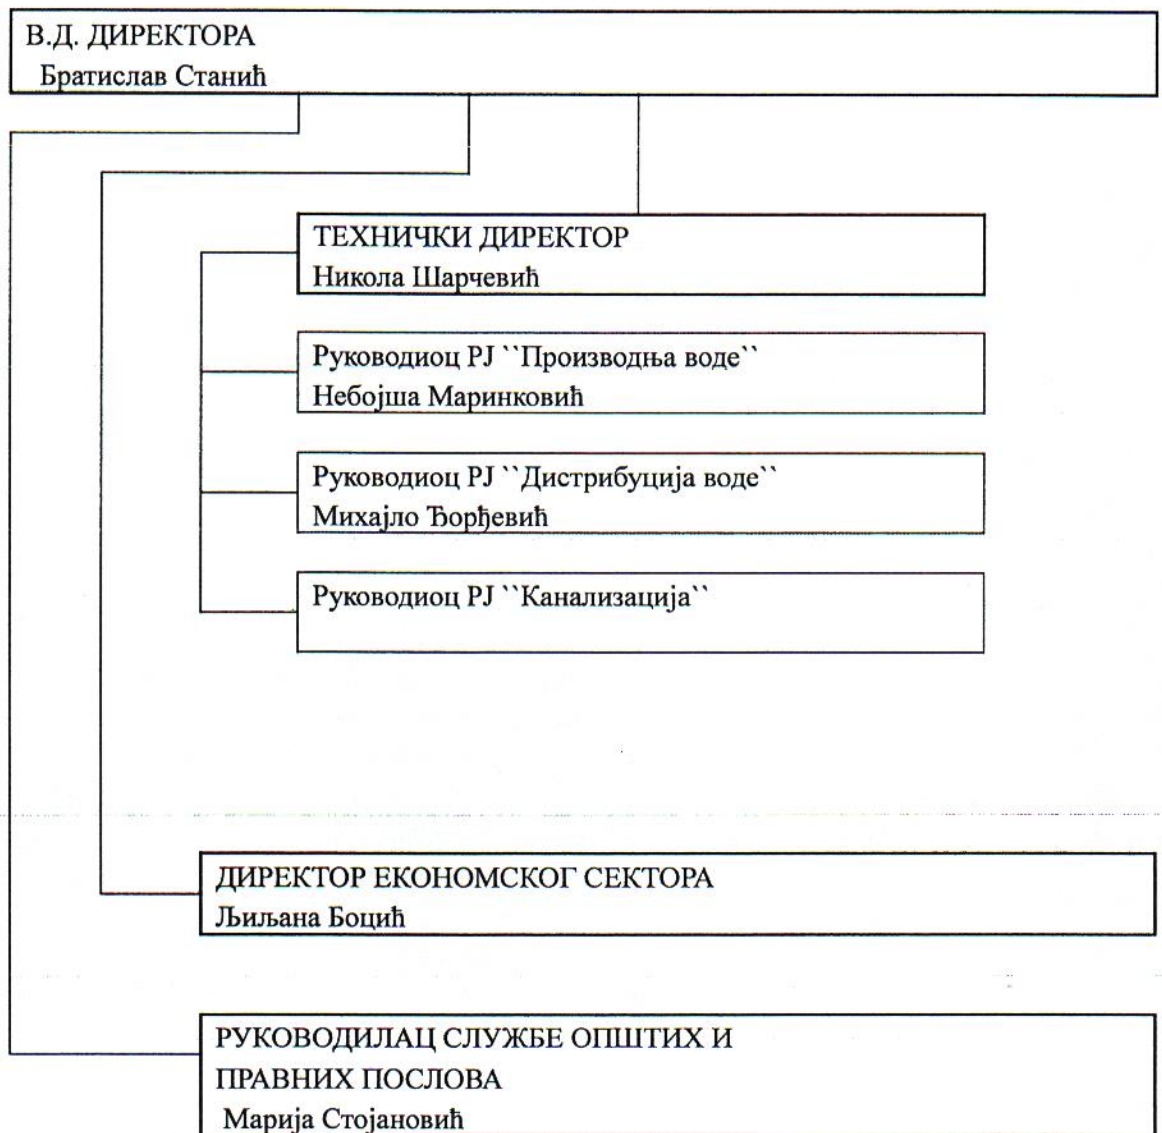 В.Д. ДИРЕКТОРА
Братислав Станић
ТЕХНИЧКИ ДИРЕКТОР
Никола Шарчевић
Руководиоц РЈ ``Производња воде``
Небојша Маринковић
Руководиоц РЈ ``Дистрибуција воде``
Михајло Ђорђевић
Руководиоц РЈ ``Канализација``
ДИРЕКТОР ЕКОНОМСКОГ СЕКТОРА
Љиљана Боцић
РУКОВОДИЛАЦ СЛУЖБЕ ОПШТИХ И
ПРАВНИХ ПОСЛОВА
Марија Стојановић